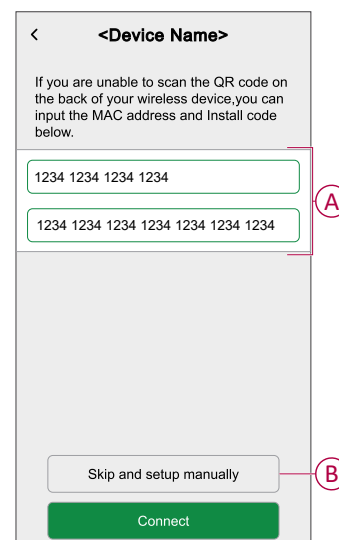 <Device Name>
If you are unable to scan the QR code on
the back of your wireless device,you can
input the MAC address and Install code
below.
1234 1234 1234 1234
1234 1234 1234 1234 1234 1234 1234
A
Skip and setup manually
B
Connect